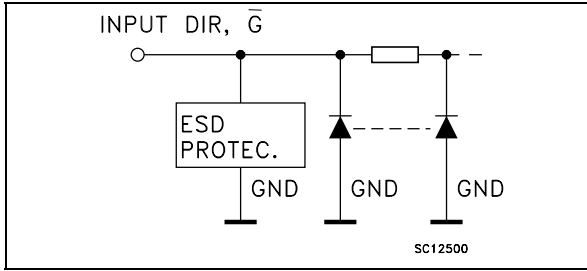 INPUT DIR, G̅
ESD
PROTEC.
GND GND GND
SC12500